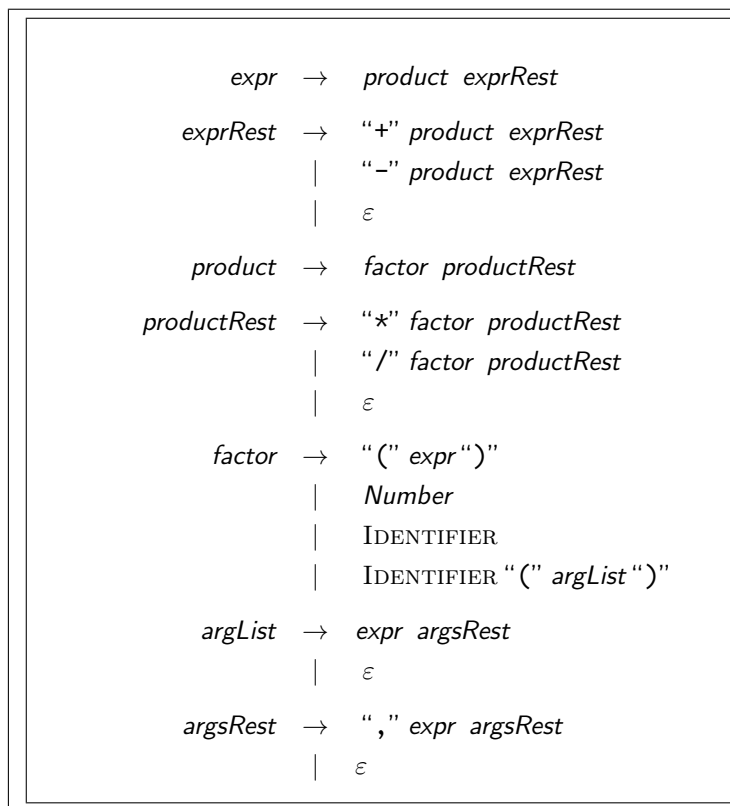 expr → product exprRest
exprRest → “+” product exprRest
| “-” product exprRest
| ε
product → factor productRest
productRest → “*” factor productRest
| “/” factor productRest
| ε
factor → “(” expr “)”
| Number
| IDENTIFIER
| IDENTIFIER “(” argList “)”
argList → expr argsRest
| ε
argsRest → “,” expr argsRest
| ε